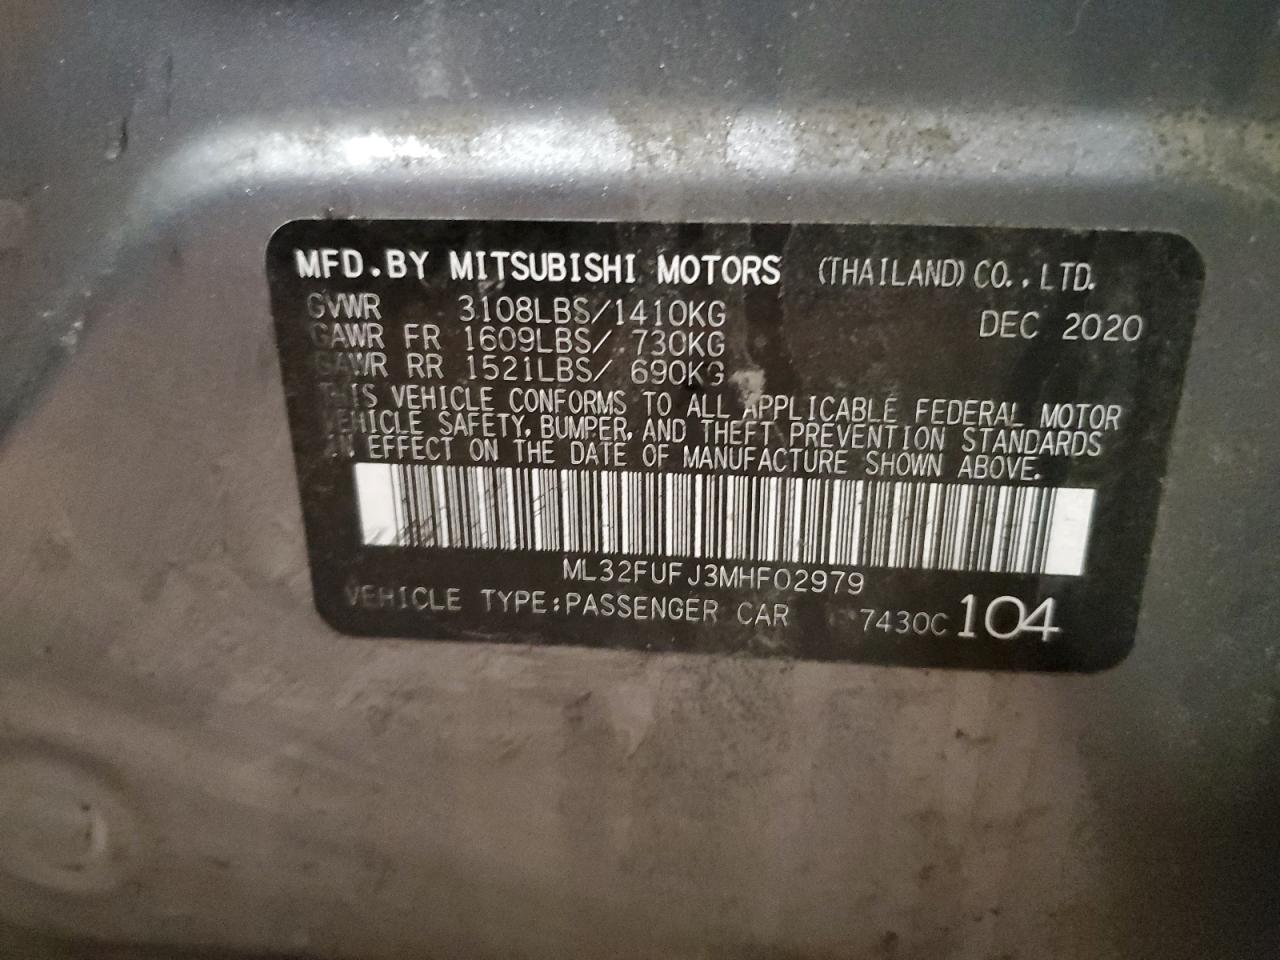 MFD.BY MITSUBISHI MOTORS (THAILAND) CO., LTD.
GVWR 3108LBS/1410KG DEC 2020
GAWR FR 1609LBS/ 730KG
GAWR RR 1521LBS/ 690KG
THIS VEHICLE CONFORMS TO ALL APPLICABLE FEDERAL MOTOR
VEHICLE SAFETY, BUMPER, AND THEFT PREVENTION STANDARDS
IN EFFECT ON THE DATE OF MANUFACTURE SHOWN ABOVE.
ML32FUFJ3MHF02979
VEHICLE TYPE:PASSENGER CAR 7430C 104